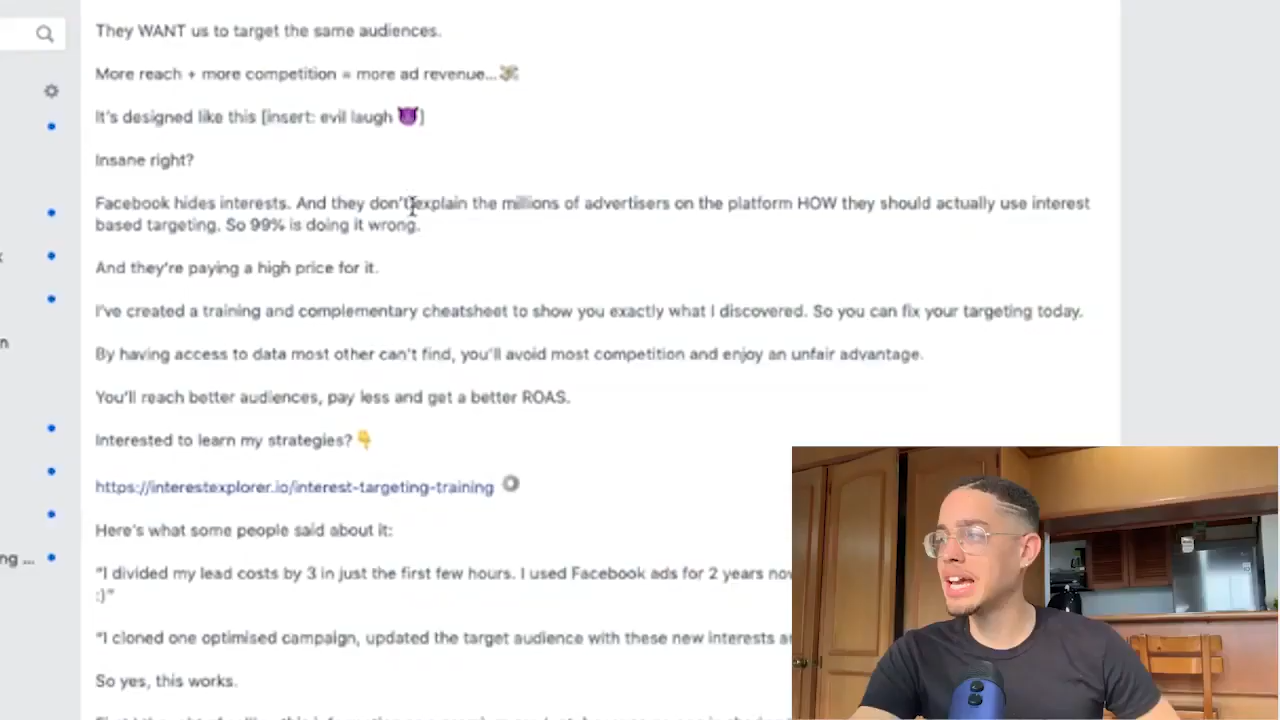 They WANT us to target the same audiences.
More reach + more competition = more ad revenue...💸
It's designed like this [insert: evil laugh 😈]
Insane right?
Facebook hides interests. And they don't explain the millions of advertisers on the platform HOW they should actually use interest
based targeting. So 99% is doing it wrong.
And they're paying a high price for it.
I've created a training and complementary cheatsheet to show you exactly what I discovered. So you can fix your targeting today.
By having access to data most other can't find, you'll avoid most competition and enjoy an unfair advantage.
You'll reach better audiences, pay less and get a better ROAS.
Interested to learn my strategies? 👇
https://interestexplorer.io/interest-targeting-training
Here's what some people said about it:
"I divided my lead costs by 3 in just the first few hours. I used Facebook ads for 2 years now
:)"
ng ...
"I cloned one optimised campaign, updated the target audience with these new interests
So yes, this works.